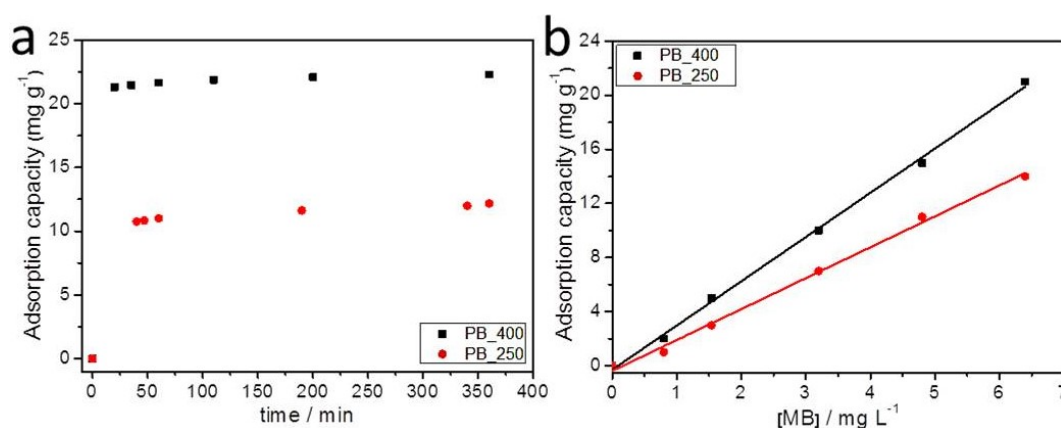 a
25
20
15
10
5
0
Adsorption capacity (mg g⁻¹)
PB_400
PB_250
0 50 100 150 200 250 300 350 400
time / min
b
24
20
16
12
8
4
0
Adsorption capacity (mg g⁻¹)
PB_400
PB_250
0 1 2 3 4 5 6 7
[MB] / mg L⁻¹